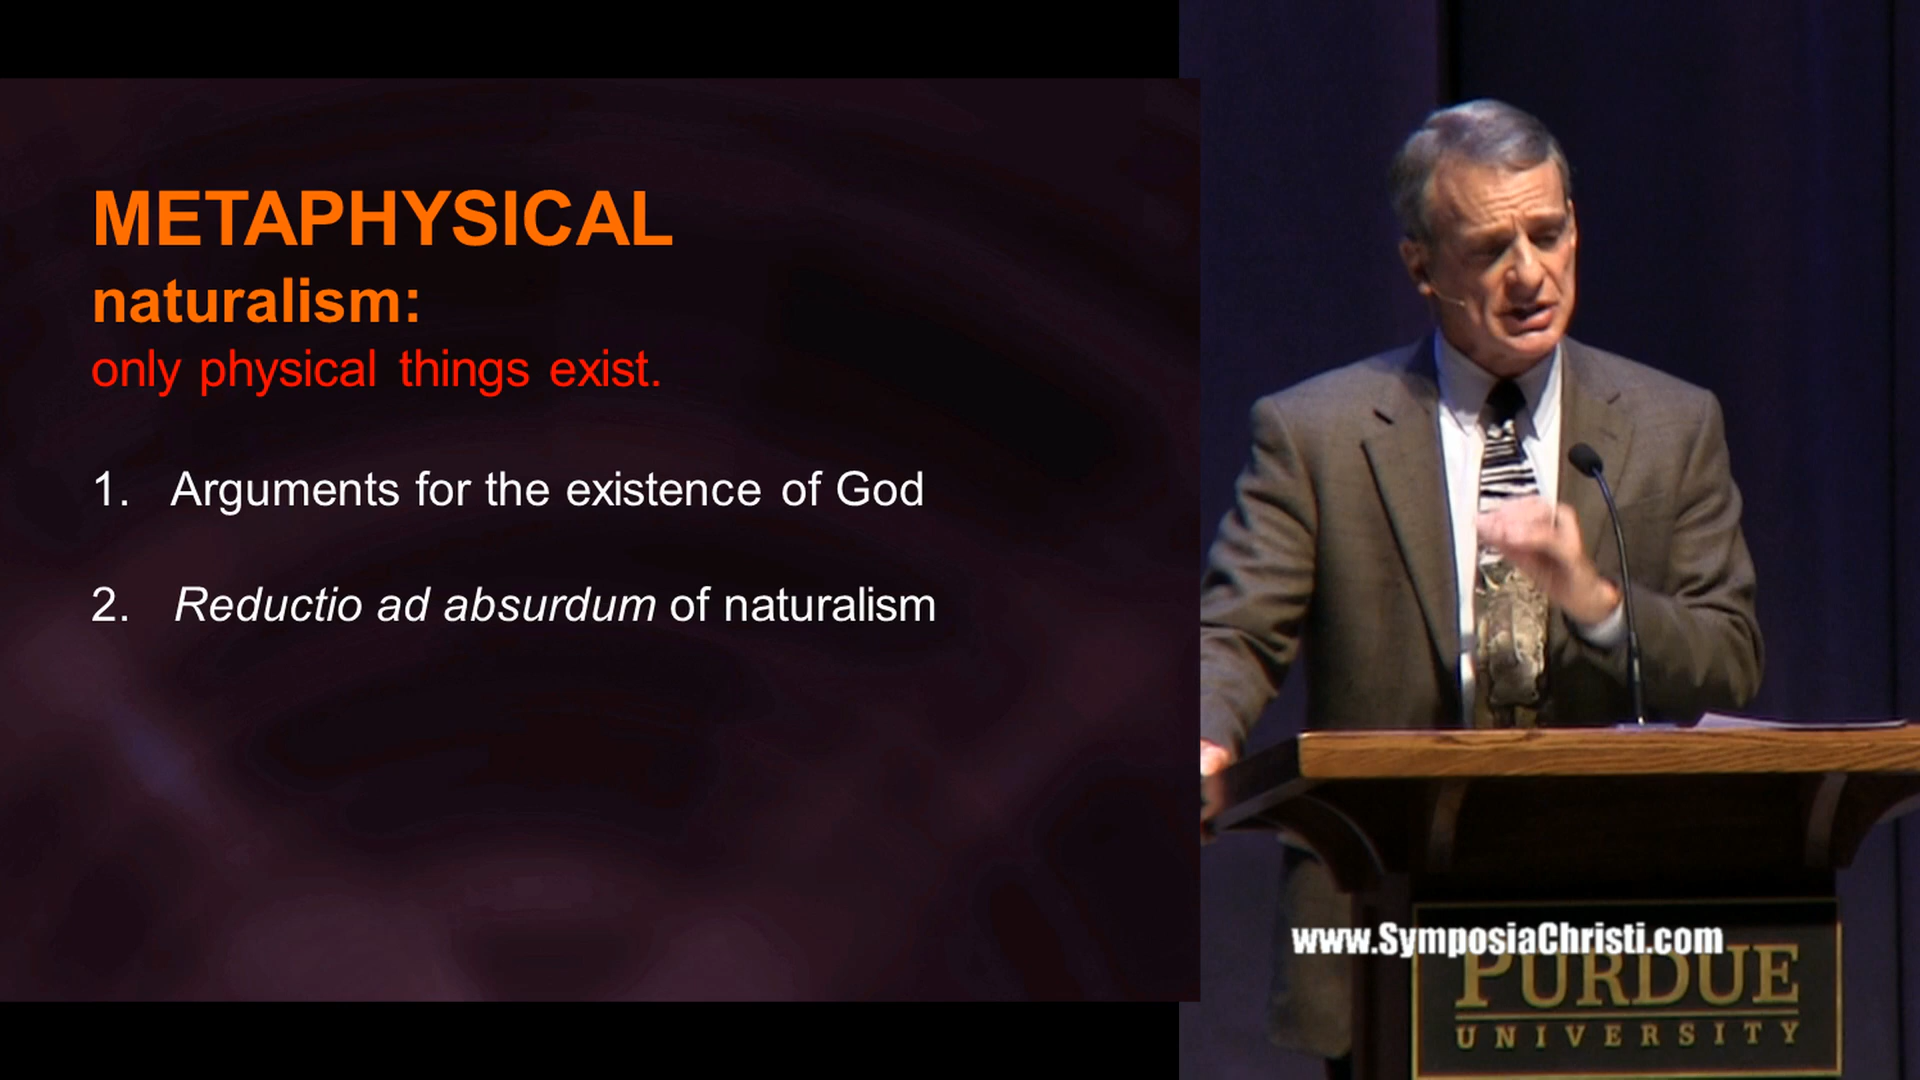 METAPHYSICAL
naturalism:
only physical things exist.
1. Arguments for the existence of God
2. Reductio ad absurdum of naturalism
www.SymposiaChristi.com
PURDUE
UNIVERSITY